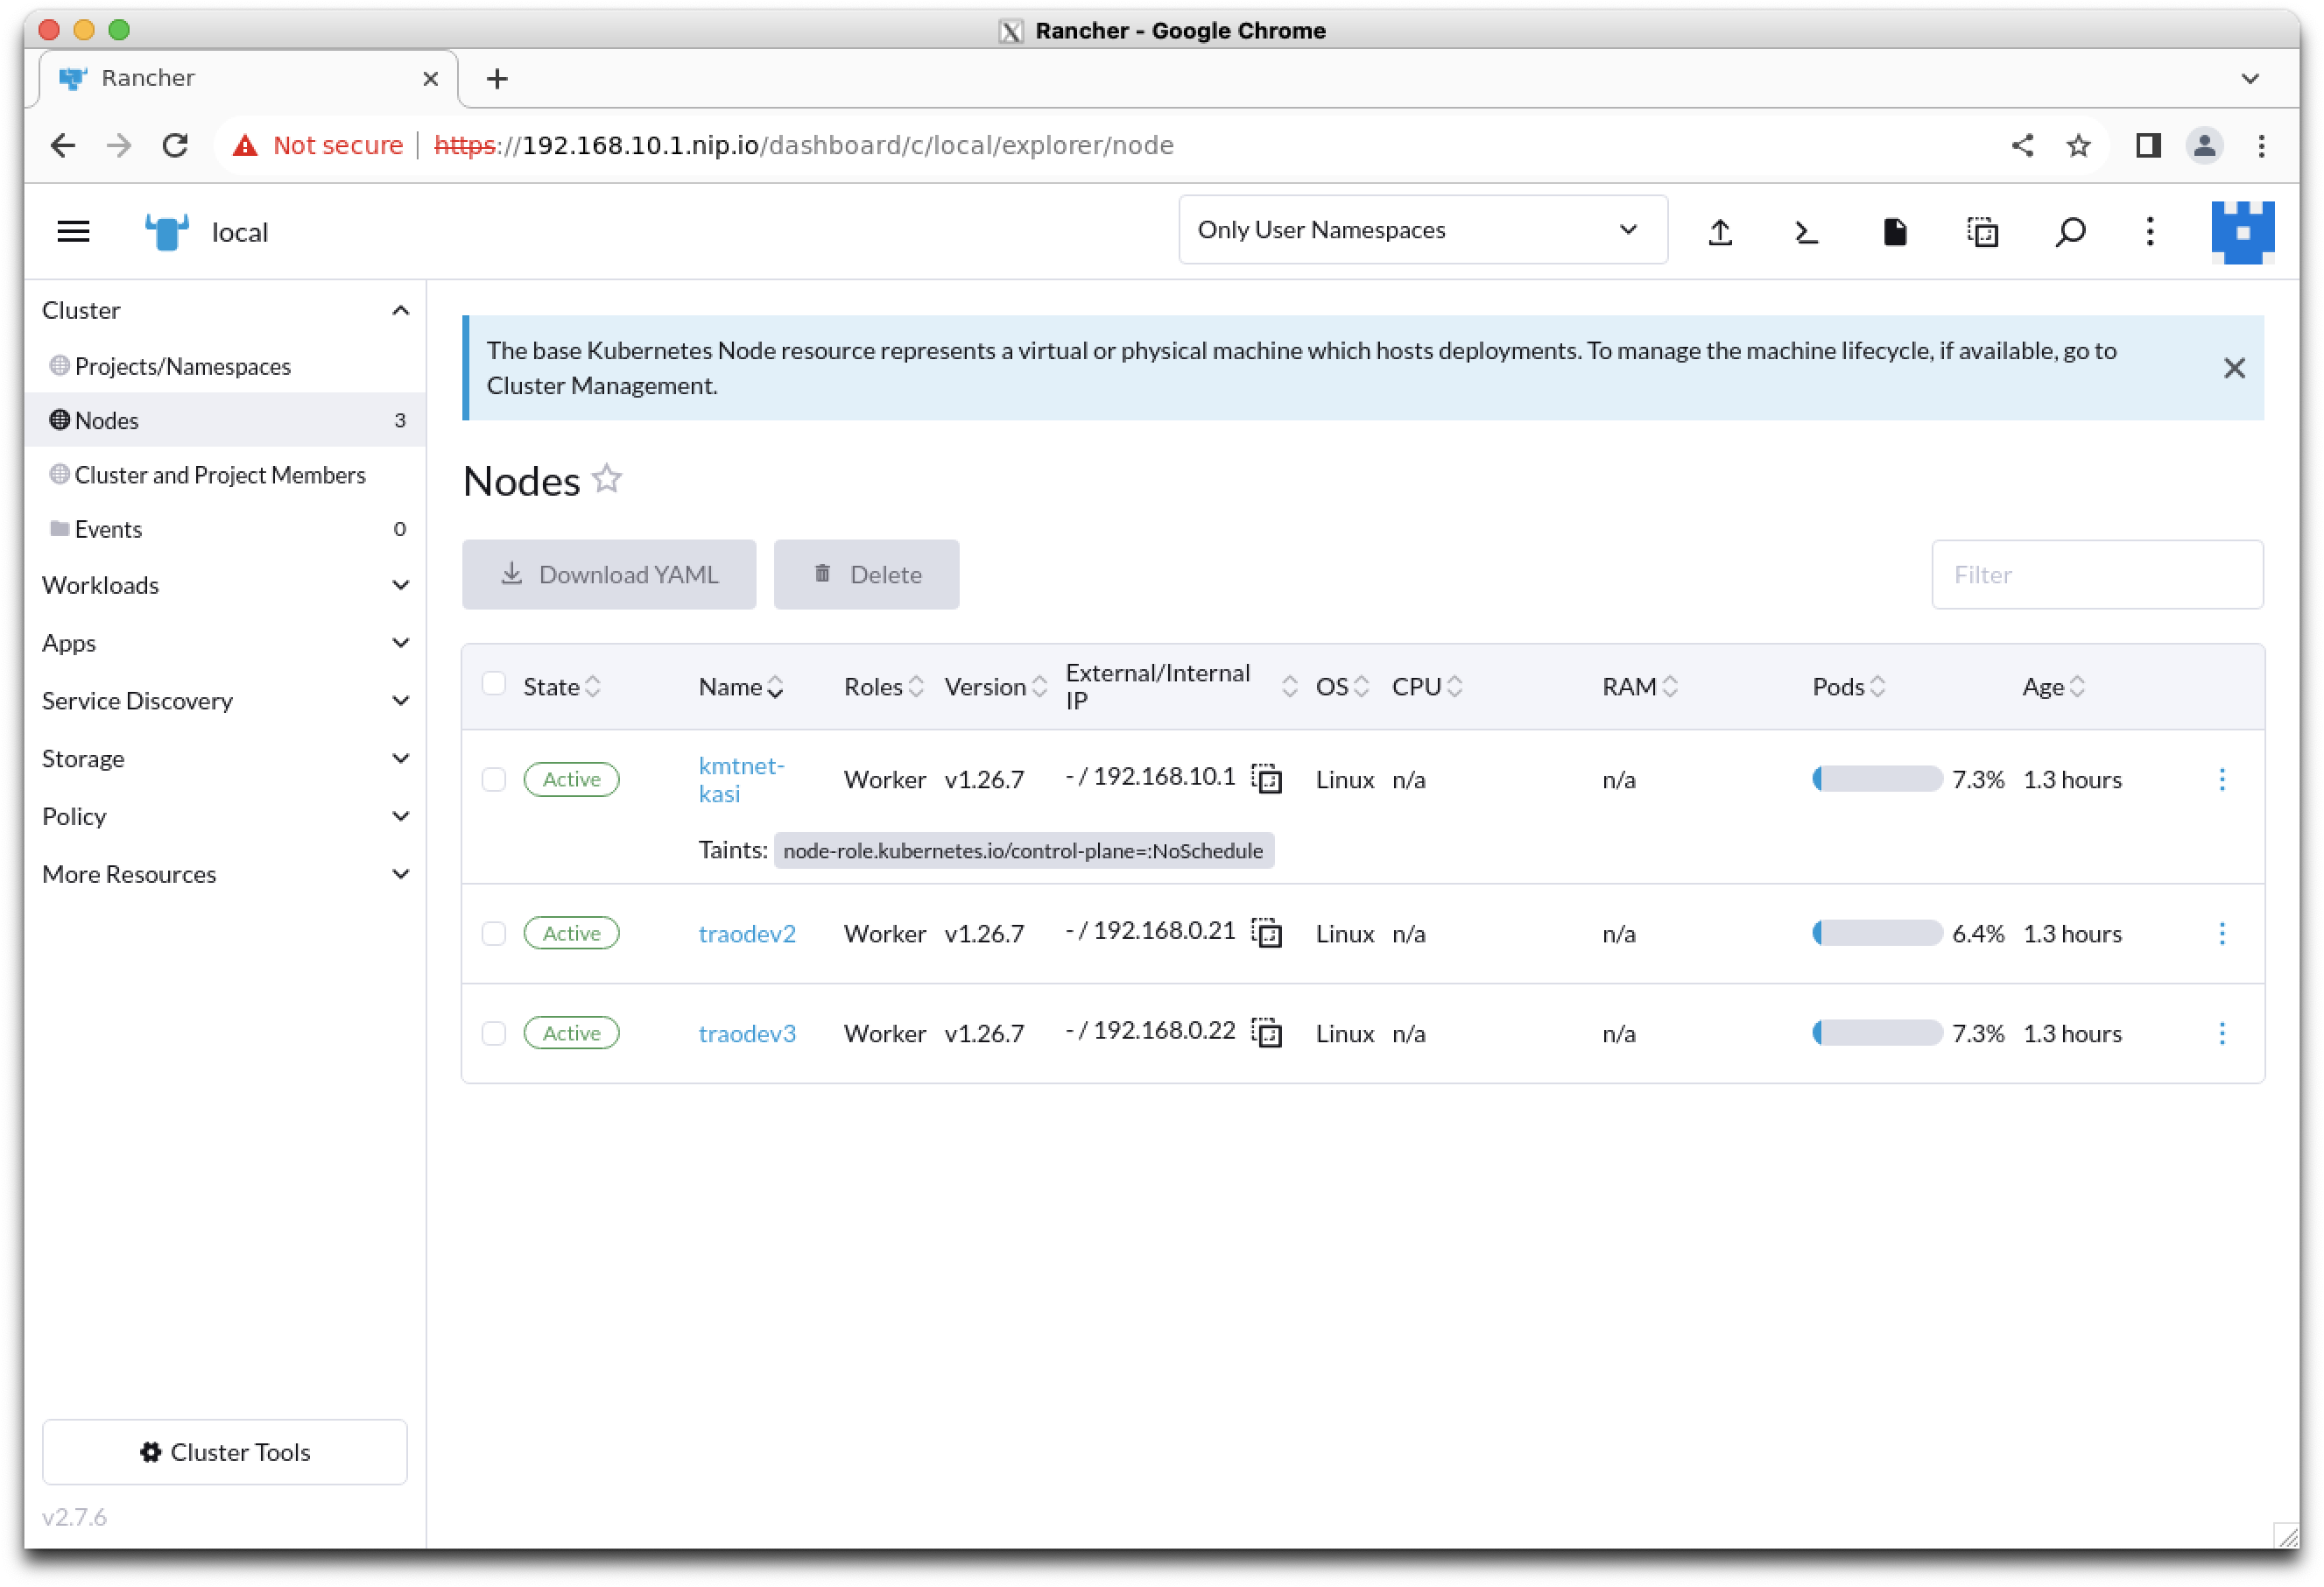 Rancher - Google Chrome
Rancher
Not secure https://192.168.10.1.nip.io/dashboard/c/local/explorer/node
local
Only User Namespaces
Cluster
Projects/Namespaces
Nodes 3
Cluster and Project Members
Events 0
Workloads
Apps
Service Discovery
Storage
Policy
More Resources
Cluster Tools
v2.7.6
The base Kubernetes Node resource represents a virtual or physical machine which hosts deployments. To manage the machine lifecycle, if available, go to
Cluster Management.
Nodes
Download YAML Delete Filter
State Name Roles Version External/Internal IP OS CPU RAM Pods Age
Active kmtnet-kasi Worker v1.26.7 - / 192.168.10.1 Linux n/a n/a 7.3% 1.3 hours
Taints: node-role.kubernetes.io/control-plane=:NoSchedule
Active traodev2 Worker v1.26.7 - / 192.168.0.21 Linux n/a n/a 6.4% 1.3 hours
Active traodev3 Worker v1.26.7 - / 192.168.0.22 Linux n/a n/a 7.3% 1.3 hours